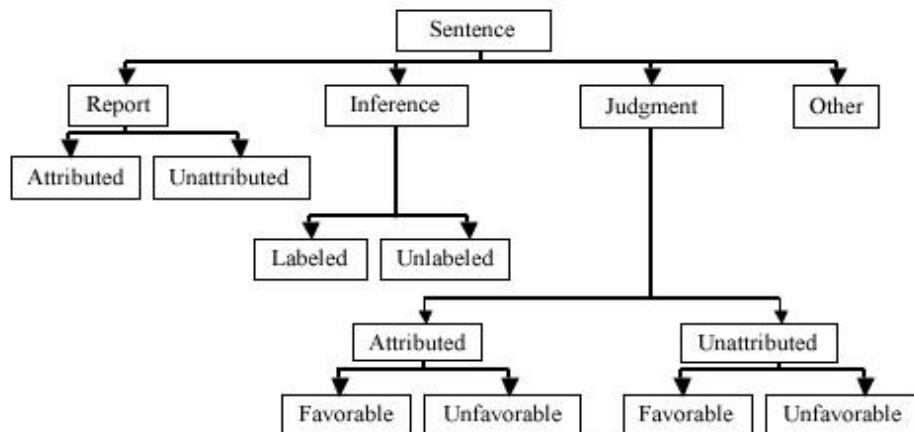 Sentence
Report Inference Judgment Other
Attributed Unattributed
Labeled Unlabeled
Attributed Unattributed
Favorable Unfavorable Favorable Unfavorable